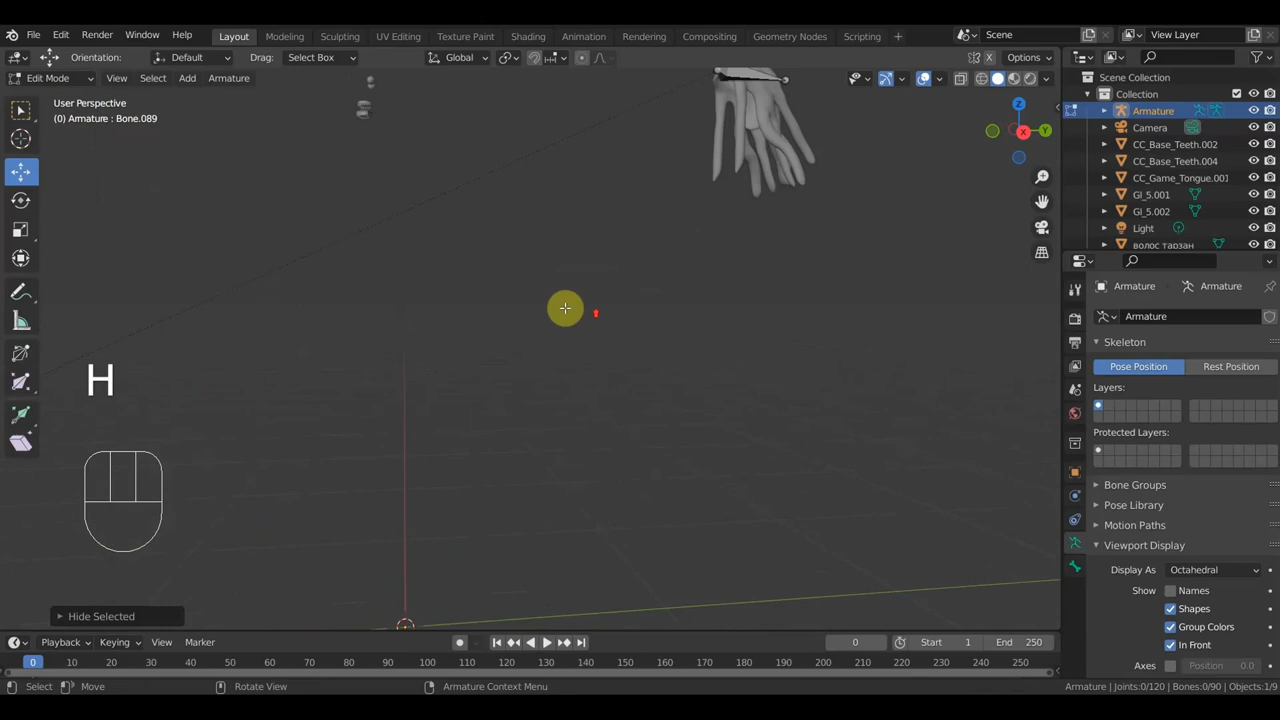 File Edit Render Window Help Layout Modeling Sculpting UV Editing Texture Paint Shading Animation Rendering Compositing Geometry Nodes Scripting + Scene View Layer
Orientation: Default Drag: Select Box Global Options
Edit Mode View Select Add Armature
User Perspective
(0) Armature : Bone.089
Z
X
Y
H
Hide Selected
Scene Collection
Collection
Armature
Camera
CC_Base_Teeth.002
CC_Base_Teeth.004
CC_Game_Tongue.001
GI_5.001
GI_5.002
Light
волос тарзан
Armature Armature
Armature
Skeleton
Pose Position Rest Position
Layers:
Protected Layers:
Bone Groups
Pose Library
Motion Paths
Viewport Display
Display As Octahedral
Show Names
Shapes
Group Colors
In Front
Axes Position 0.0
Playback Keying View Marker 0 Start 1 End 250
0 10 20 30 40 50 60 70 80 90 100 110 120 130 140 150 160 170 180 190 200 210 220 230 240 250
Select Move Rotate View Armature Context Menu Armature | Joints:0/120 | Bones:0/90 | Objects:1/9